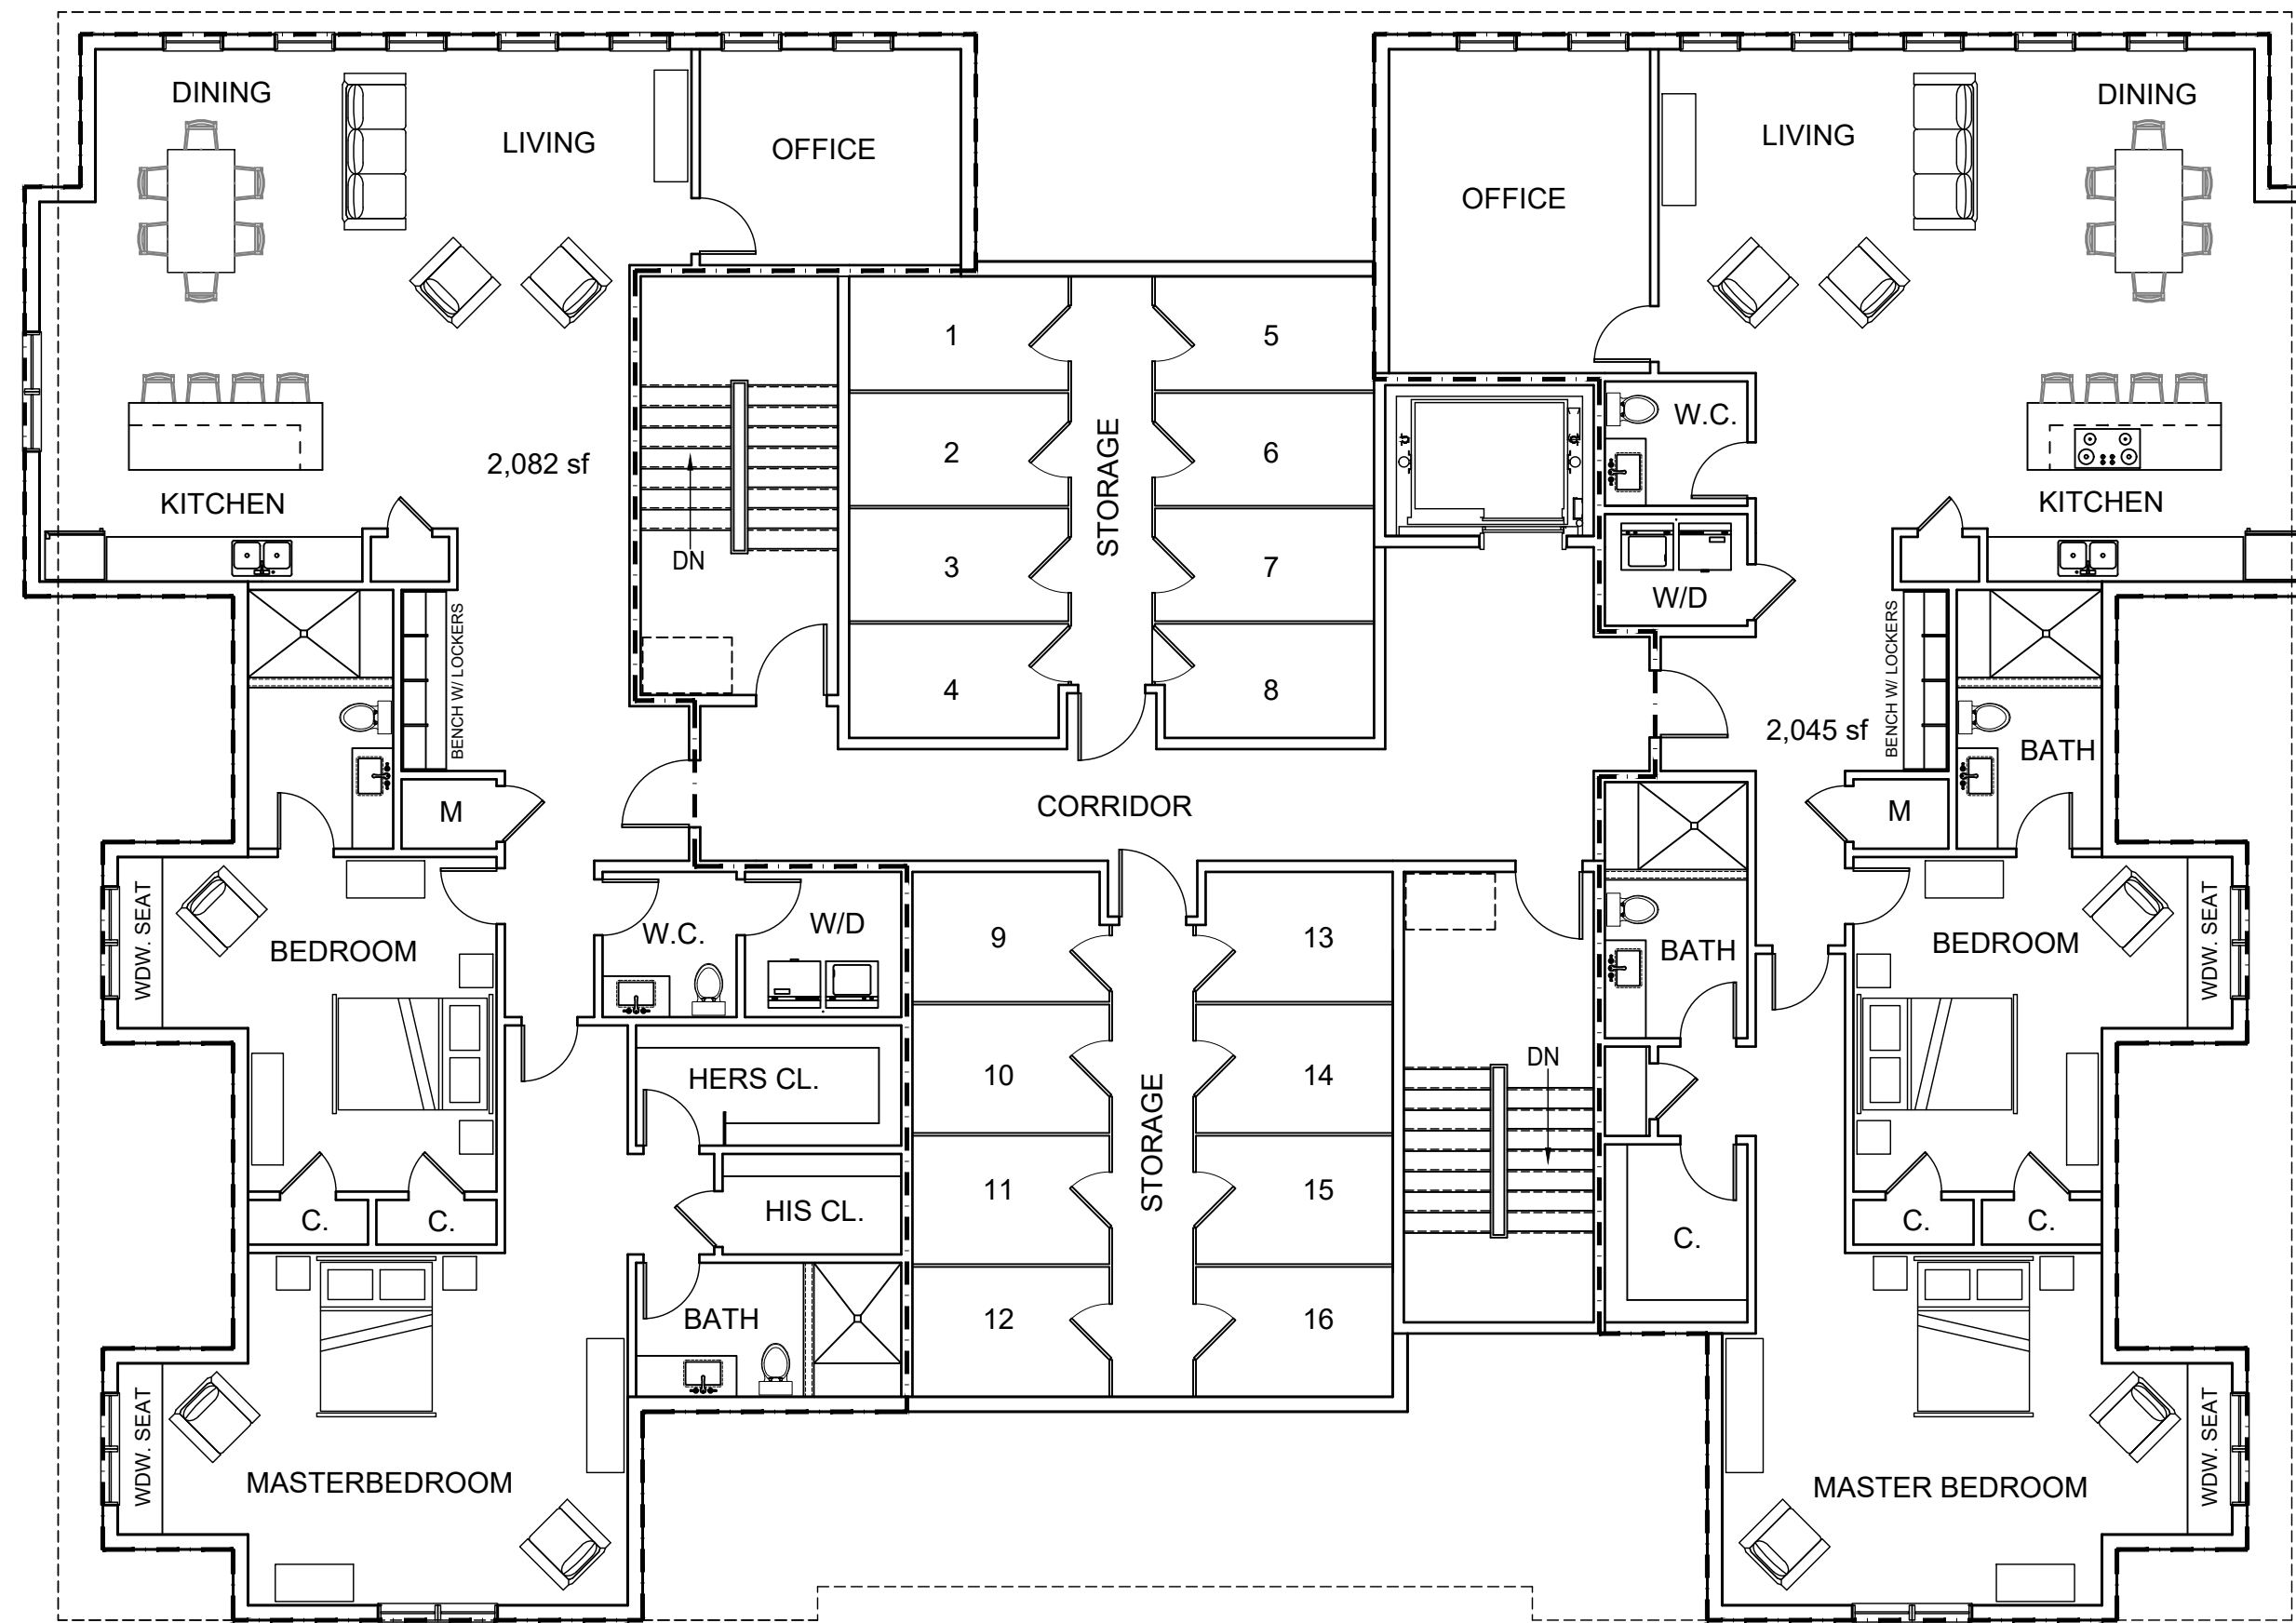 DINING
LIVING
OFFICE
KITCHEN
2,082 sf
DN
BENCH W/ LOCKERS
M
1
2
3
4
STORAGE
5
6
7
8
OFFICE
LIVING
DINING
W.C.
KITCHEN
W/D
2,045 sf
BENCH W/ LOCKERS
BATH
M
CORRIDOR
WDW. SEAT
BEDROOM
W.C.
W/D
HERS CL.
HIS CL.
C.
C.
BATH
WDW. SEAT
MASTERBEDROOM
9
10
11
12
STORAGE
13
14
15
16
DN
BATH
C.
BEDROOM
WDW. SEAT
C.
C.
MASTER BEDROOM
WDW. SEAT